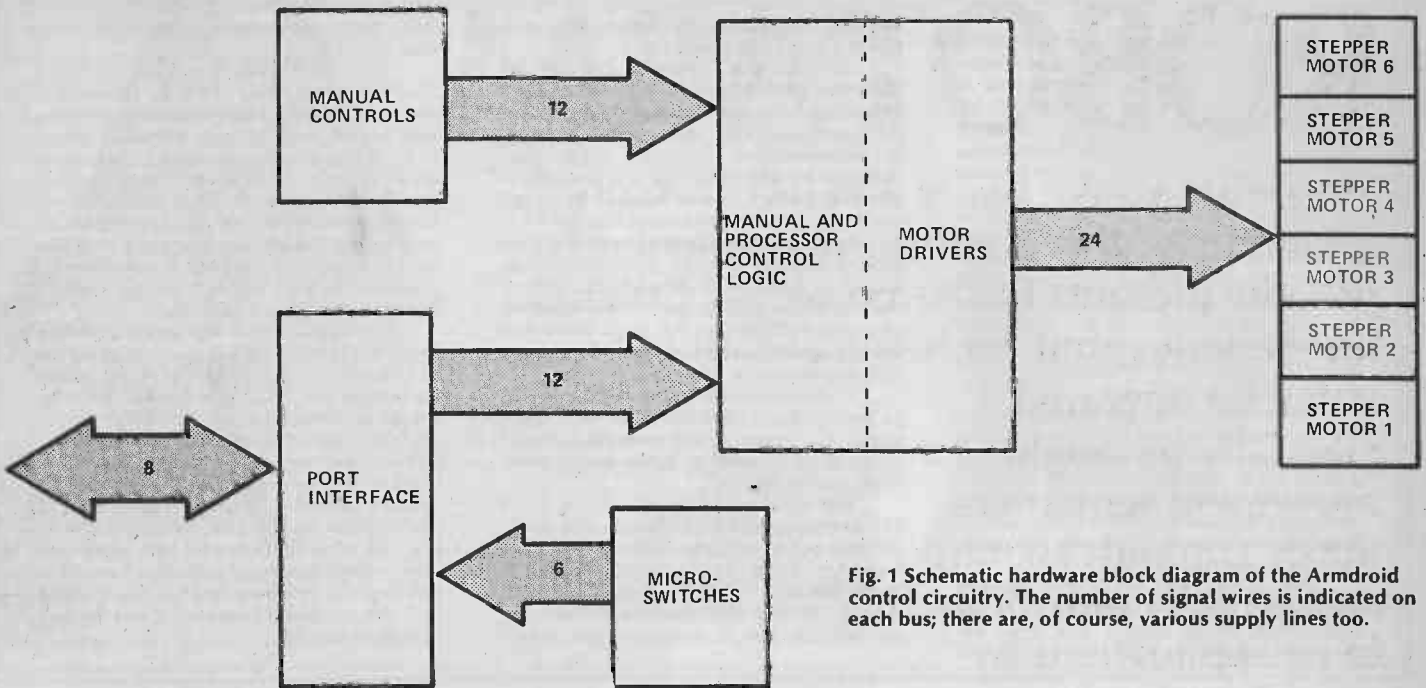 MANUAL
CONTROLS
12
MANUAL AND
PROCESSOR
CONTROL
LOGIC
MOTOR
DRIVERS
24
STEPPER
MOTOR 6
STEPPER
MOTOR 5
STEPPER
MOTOR 4
STEPPER
MOTOR 3
STEPPER
MOTOR 2
STEPPER
MOTOR 1
8
PORT
INTERFACE
12
6
MICRO-
SWITCHES
Fig. 1 Schematic hardware block diagram of the Armdroid
control circuitry. The number of signal wires is indicated on
each bus; there are, of course, various supply lines too.